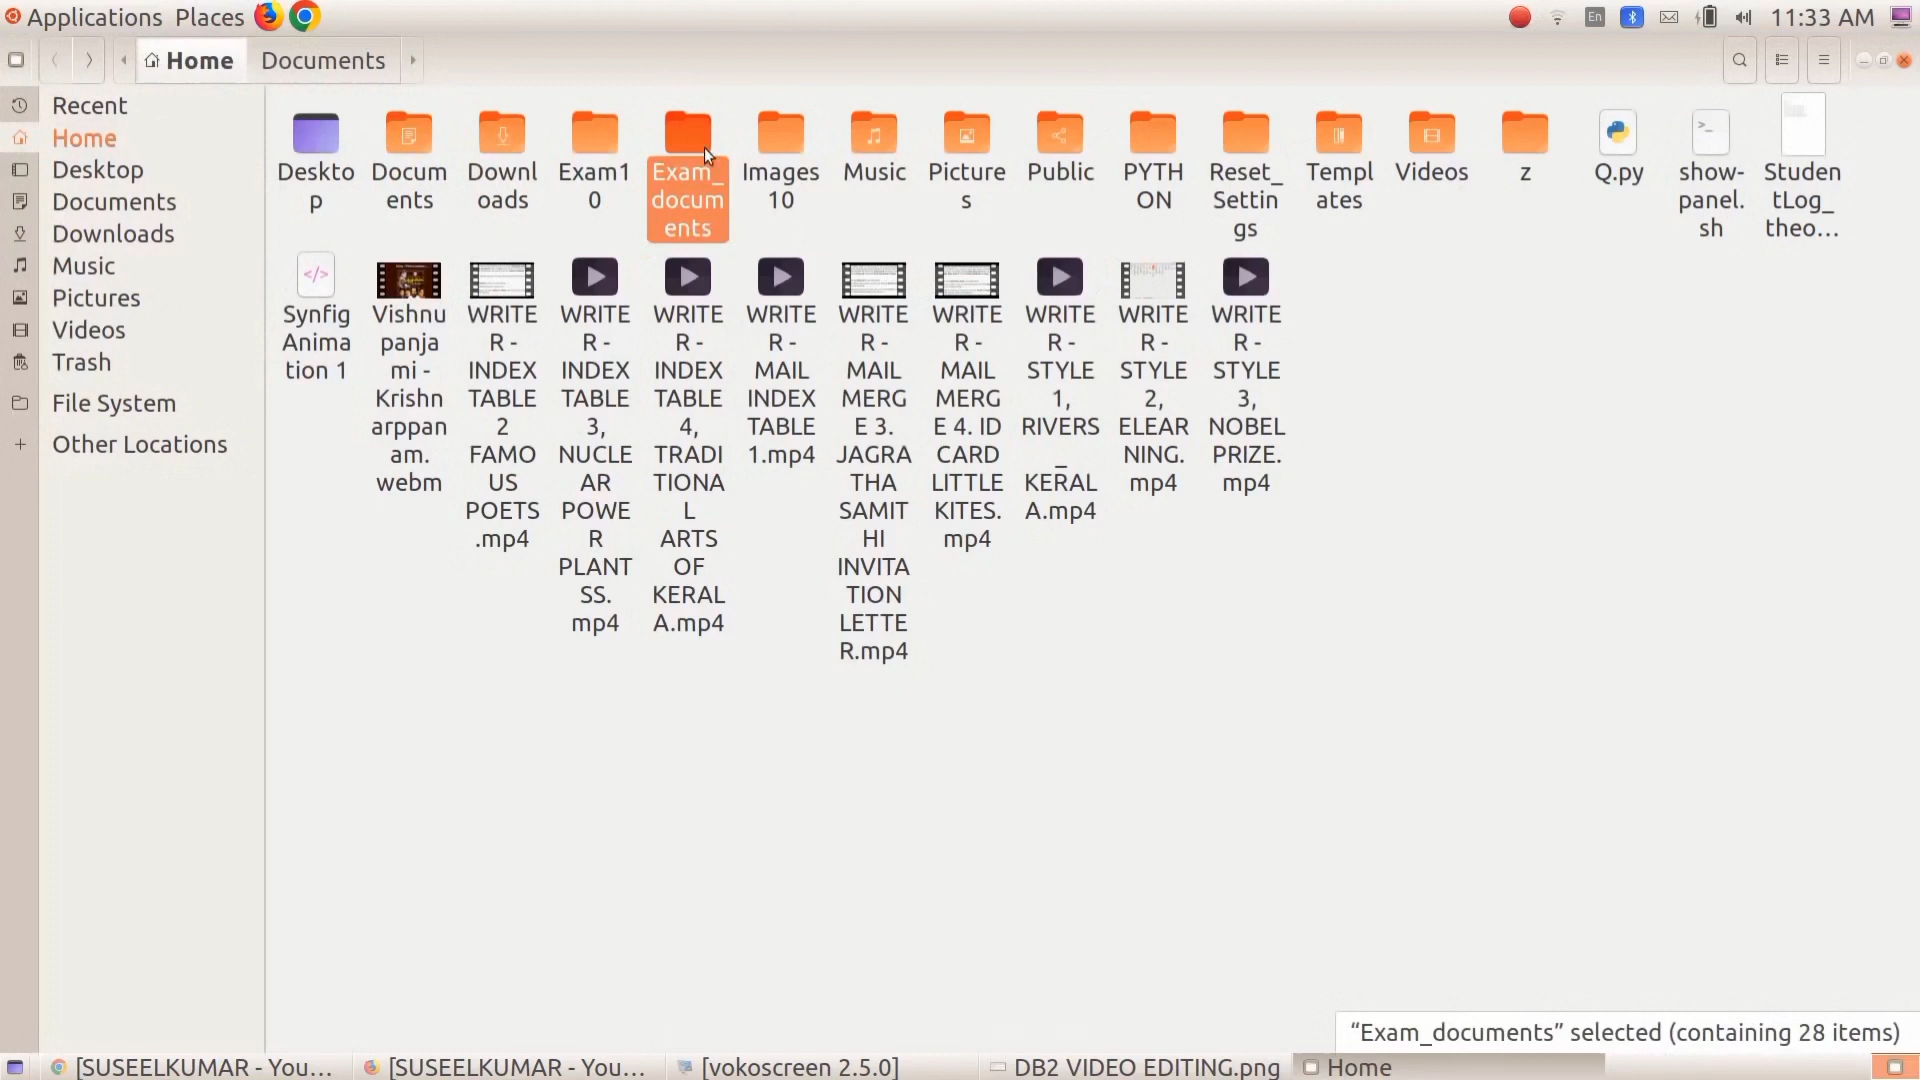 Applications Places En 11:33 AM
Home Documents
Recent
Home
Desktop
Documents
Downloads
Music
Pictures
Videos
Trash
File System
Other Locations
Deskto
p
Docum
ents
Downl
oads
Exam1
0
Exam_
docum
ents
Images
10
Music
Picture
s
Public
PYTH
ON
Reset_
Settin
gs
Templ
ates
Videos
z
Q.py
show-
panel.
sh
Studen
tLog_
theo...
Synfig
Anima
tion 1
Vishnu
panja
mi -
Krishn
arppan
am.
webm
WRITE
R -
INDEX
TABLE
2
FAMO
US
POETS
.mp4
WRITE
R -
INDEX
TABLE
3,
NUCLE
AR
POWE
R
PLANT
SS.
mp4
WRITE
R -
INDEX
TABLE
4,
TRADI
TIONA
L
ARTS
OF
KERAL
A.mp4
WRITE
R -
MAIL
INDEX
TABLE
1.mp4
WRITE
R -
MAIL
MERG
E 3.
JAGRA
THA
SAMIT
HI
INVITA
TION
LETTE
R.mp4
WRITE
R -
MAIL
MERG
E 4. ID
CARD
LITTLE
KITES.
mp4
WRITE
R -
STYLE
1,
RIVERS
_
KERAL
A.mp4
WRITE
R -
STYLE
2,
ELEAR
NING.
mp4
WRITE
R -
STYLE
3,
NOBEL
PRIZE.
mp4
“Exam_documents” selected (containing 28 items)
[SUSEELKUMAR - You... [SUSEELKUMAR - You... [vokoscreen 2.5.0] DB2 VIDEO EDITING.png Home